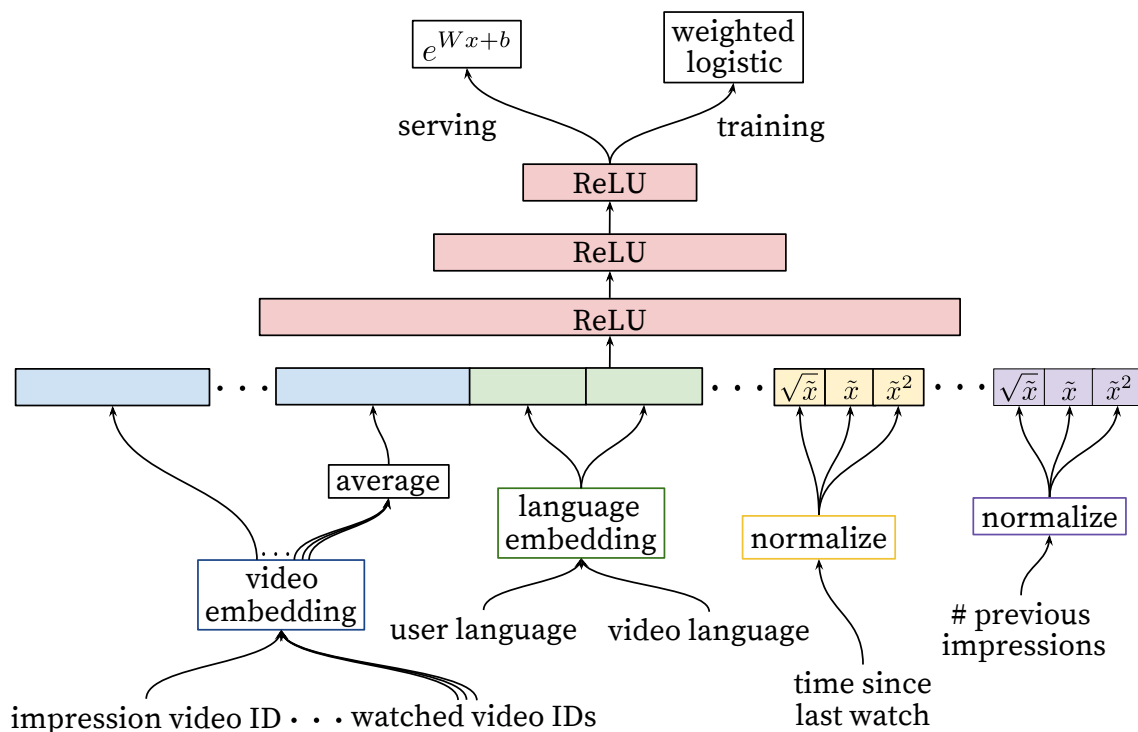 e^{Wx+b}
weighted
logistic
serving
training
ReLU
ReLU
ReLU
. . .
√x̃ x̃ x̃²
. . .
√x̃ x̃ x̃²
average
language
embedding
normalize
normalize
. . . .
video
embedding
user language
video language
# previous
impressions
time since
last watch
impression video ID . . . watched video IDs